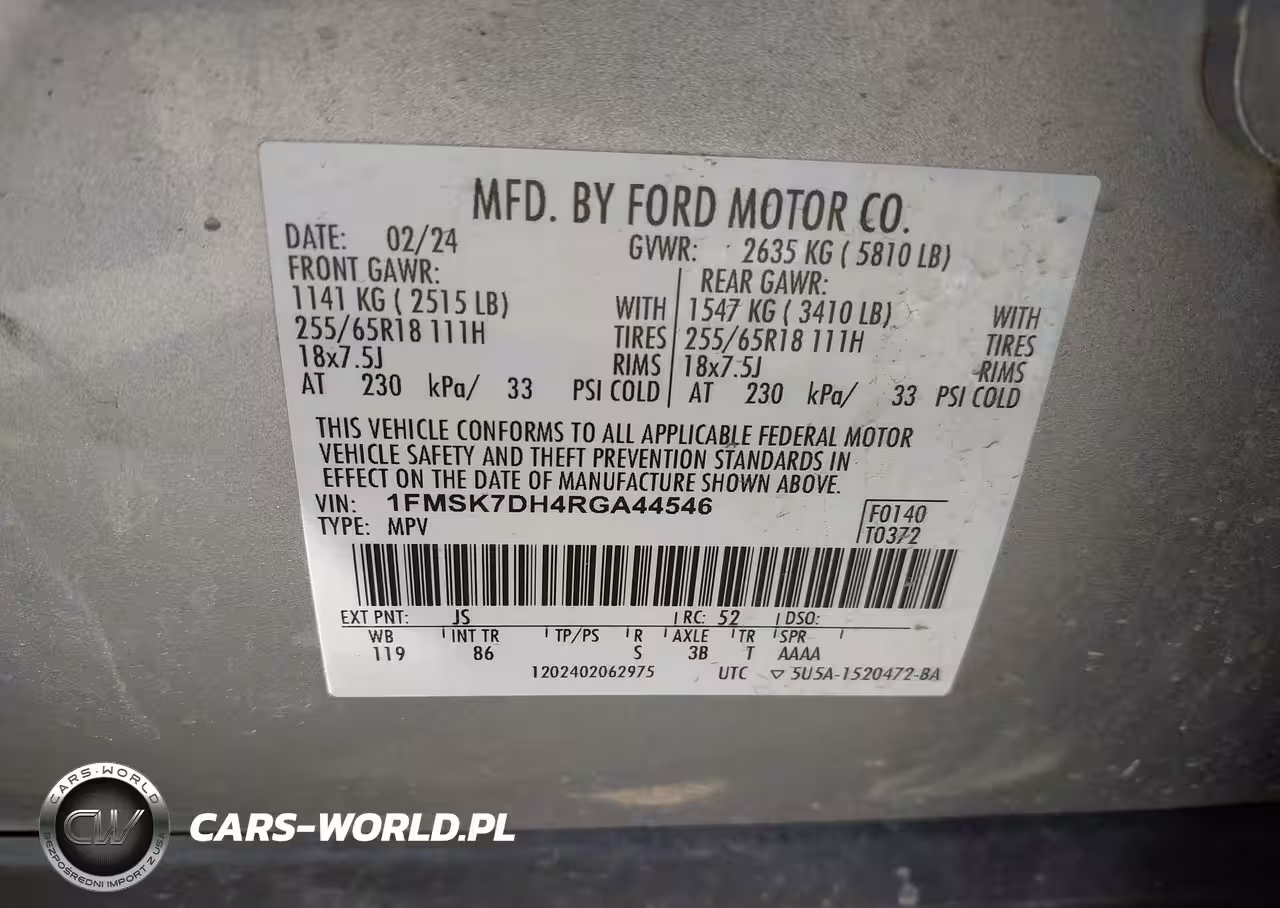 MFD. BY FORD MOTOR CO.
DATE: 02/24 GVWR: 2635 KG ( 5810 LB)
FRONT GAWR: REAR GAWR:
1141 KG ( 2515 LB) WITH 1547 KG ( 3410 LB) WITH
255/65R18 111H TIRES 255/65R18 111H TIRES
18x7.5J RIMS 18x7.5J RIMS
AT 230 kPa/ 33 PSI COLD AT 230 kPa/ 33 PSI COLD
THIS VEHICLE CONFORMS TO ALL APPLICABLE FEDERAL MOTOR
VEHICLE SAFETY AND THEFT PREVENTION STANDARDS IN
EFFECT ON THE DATE OF MANUFACTURE SHOWN ABOVE.
VIN: 1FMSK7DH4RGA44546
TYPE: MPV
F0140
T0372
EXT PNT: JS RC: 52 DSO:
WB INT TR TP/PS R AXLE TR SPR
119 86 S 3B T AAAA
1202402062975 UTC ▽ 5U5A-1520472-BA
CARS-WORLD
CW
BEZPOŚREDNI IMPORT Z USA
CARS-WORLD.PL